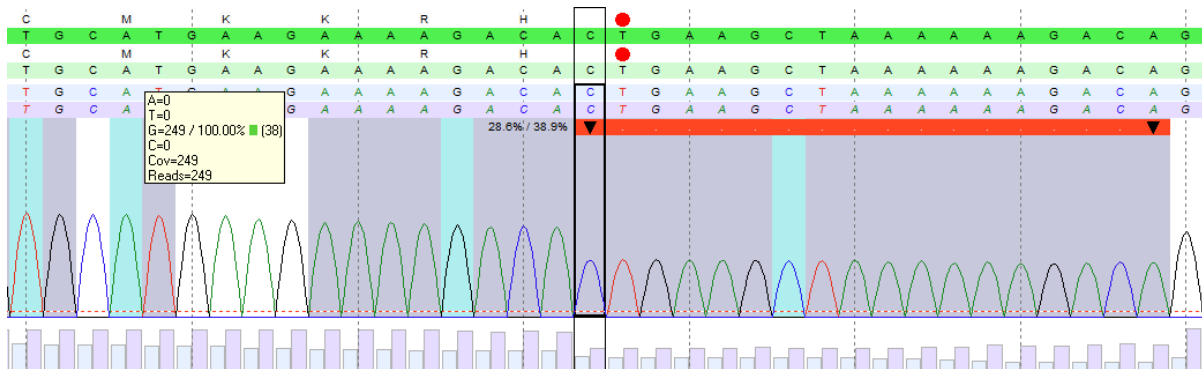 C M K K R H
T G C A T G A A G A A A A G A C A C T G A A G C T A A A A A A G A C A G
C M K K R H
T G C A T G A A G A A A A G A C A C T G A A G C T A A A A A A G A C A G
T G C A T G A A G A A A A G A C A C T G A A G C T A A A A A A G A C A G
T G C A G A A A A G A C A C T G A A G C T A A A A A A G A C A G
A=0
T=0
G=249 / 100.00% (38)
C=0
Cov=249
Reads=249
28.6% / 38.9%